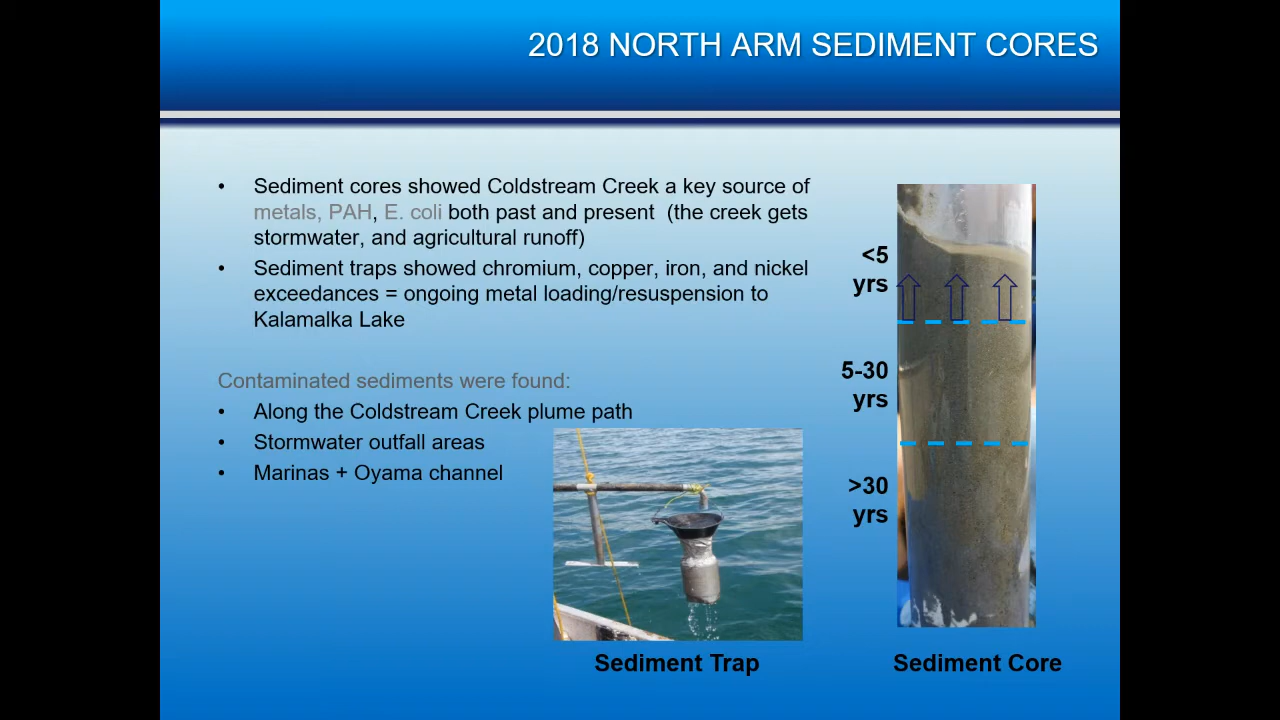 2018 NORTH ARM SEDIMENT CORES
• Sediment cores showed Coldstream Creek a key source of
metals, PAH, E. coli both past and present (the creek gets
stormwater, and agricultural runoff)
• Sediment traps showed chromium, copper, iron, and nickel
exceedances = ongoing metal loading/resuspension to
Kalamalka Lake
Contaminated sediments were found:
• Along the Coldstream Creek plume path
• Stormwater outfall areas
• Marinas + Oyama channel
<5
yrs
5-30
yrs
>30
yrs
Sediment Trap
Sediment Core